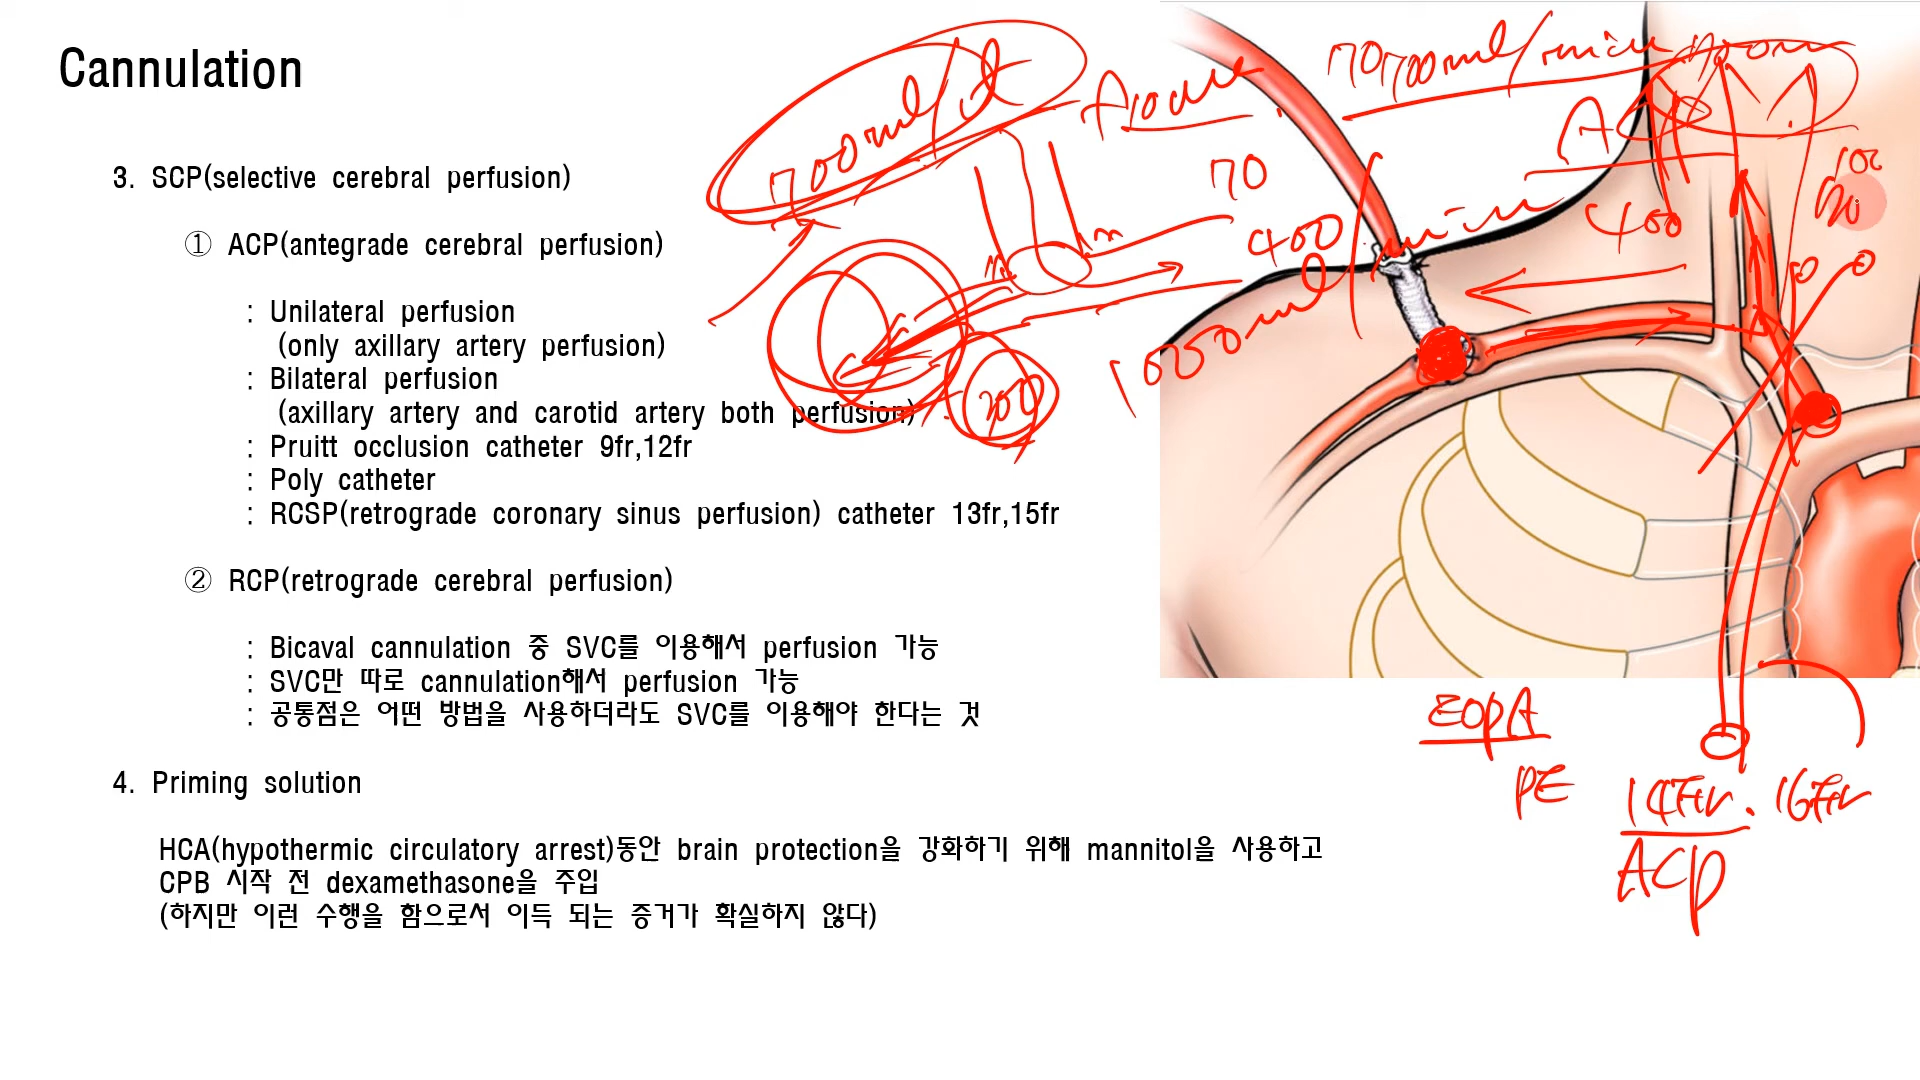 Cannulation
3. SCP(selective cerebral perfusion)
① ACP(antegrade cerebral perfusion)
: Unilateral perfusion
(only axillary artery perfusion)
: Bilateral perfusion
(axillary artery and carotid artery both perfusion)
: Pruitt occlusion catheter 9fr,12fr
: Poly catheter
: RCSP(retrograde coronary sinus perfusion) catheter 13fr,15fr
② RCP(retrograde cerebral perfusion)
: Bicaval cannulation 중 SVC를 이용해서 perfusion 가능
: SVC만 따로 cannulation해서 perfusion 가능
: 공통점은 어떤 방법을 사용하더라도 SVC를 이용해야 한다는 것
4. Priming solution
HCA(hypothermic circulatory arrest)동안 brain protection을 강화하기 위해 mannitol을 사용하고
CPB 시작 전 dexamethasone을 주입
(하지만 이런 수행을 함으로서 이득 되는 증거가 확실하지 않다)
700ml/
70
700ml/min
ACP
400/min
400
1050ml/
300
EOPA
PE
14Fr. 16Fr
ACP